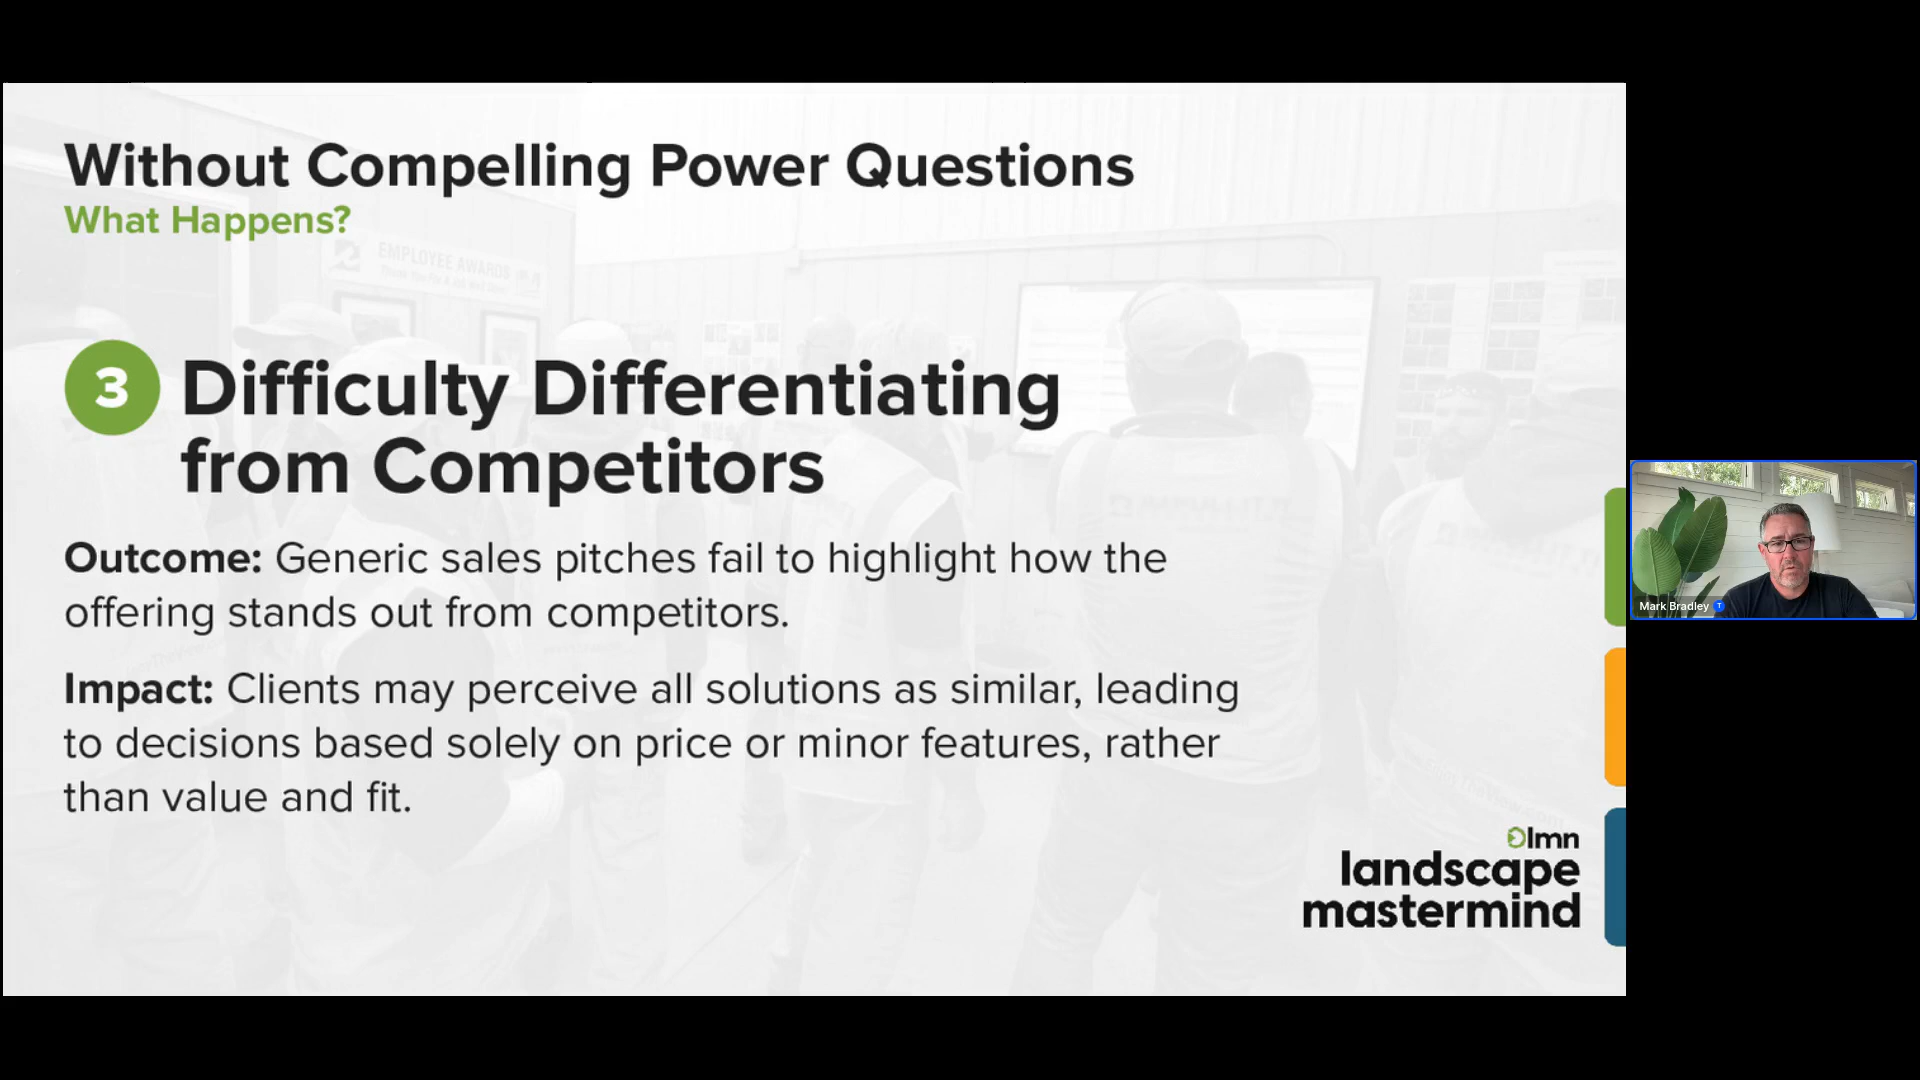 Without Compelling Power Questions
What Happens?
EMPLOYEE AWARDS
3
Difficulty Differentiating
from Competitors
Outcome: Generic sales pitches fail to highlight how the
offering stands out from competitors.
Impact: Clients may perceive all solutions as similar, leading
to decisions based solely on price or minor features, rather
than value and fit.
lmn
landscape
mastermind
Mark Bradley
T